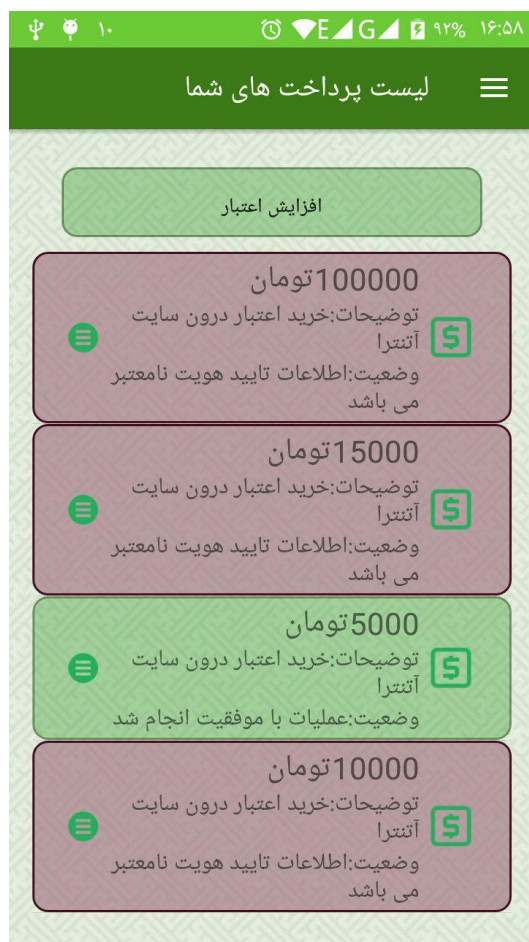 ۱۰ E G ۹۲% ۱۶:۵۸
لیست پرداخت های شما
افزایش اعتبار
100000تومان
توضیحات:خرید اعتبار درون سایت
آتنترا
وضعیت:اطلاعات تایید هویت نامعتبر
می باشد
15000تومان
توضیحات:خرید اعتبار درون سایت
آتنترا
وضعیت:اطلاعات تایید هویت نامعتبر
می باشد
5000تومان
توضیحات:خرید اعتبار درون سایت
آتنترا
وضعیت:عملیات با موفقیت انجام شد
10000تومان
توضیحات:خرید اعتبار درون سایت
آتنترا
وضعیت:اطلاعات تایید هویت نامعتبر
می باشد